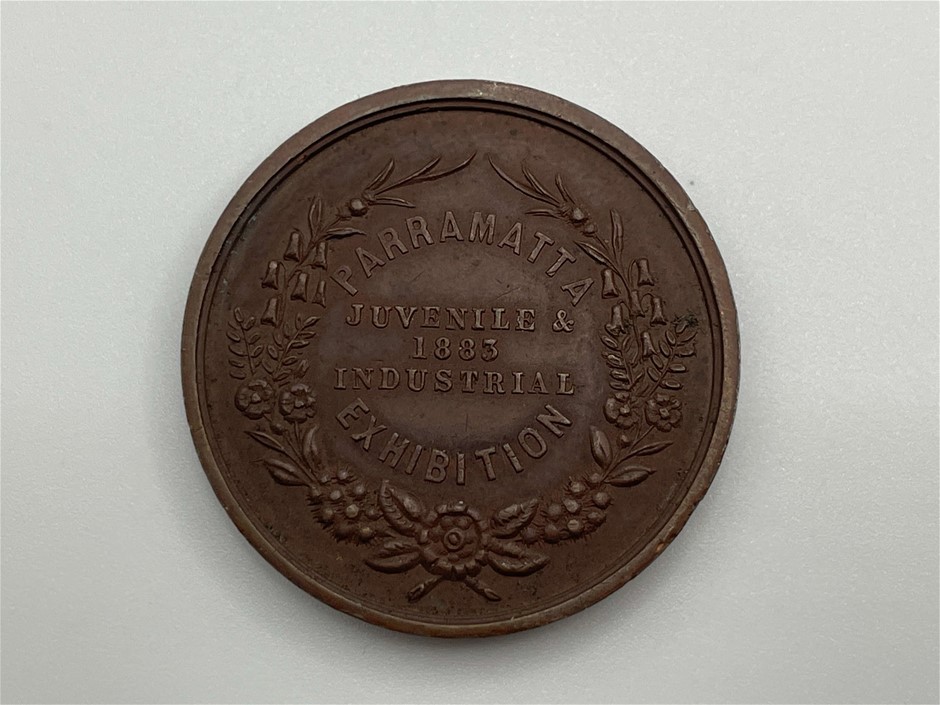 PARRAMATTA
JUVENILE &
1883
INDUSTRIAL
EXHIBITION